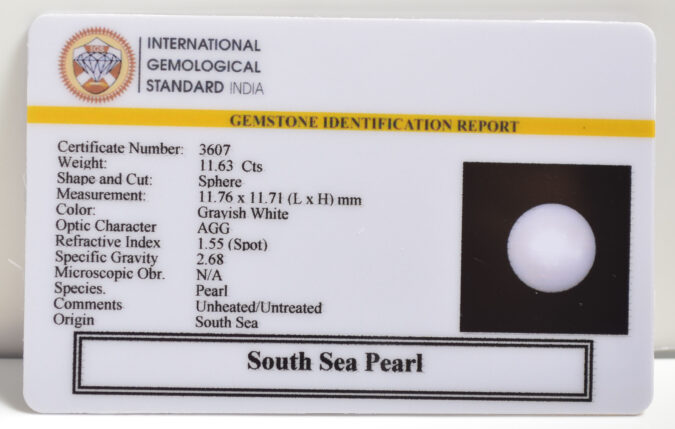 IGS
INTERNATIONAL
GEMOLOGICAL
STANDARD INDIA
GEMSTONE IDENTIFICATION REPORT
Certificate Number: 3607
Weight: 11.63 Cts
Shape and Cut: Sphere
Measurement: 11.76 x 11.71 (L x H) mm
Color: Grayish White
Optic Character AGG
Refractive Index 1.55 (Spot)
Specific Gravity 2.68
Microscopic Obr. N/A
Species. Pearl
Comments Unheated/Untreated
Origin South Sea
South Sea Pearl